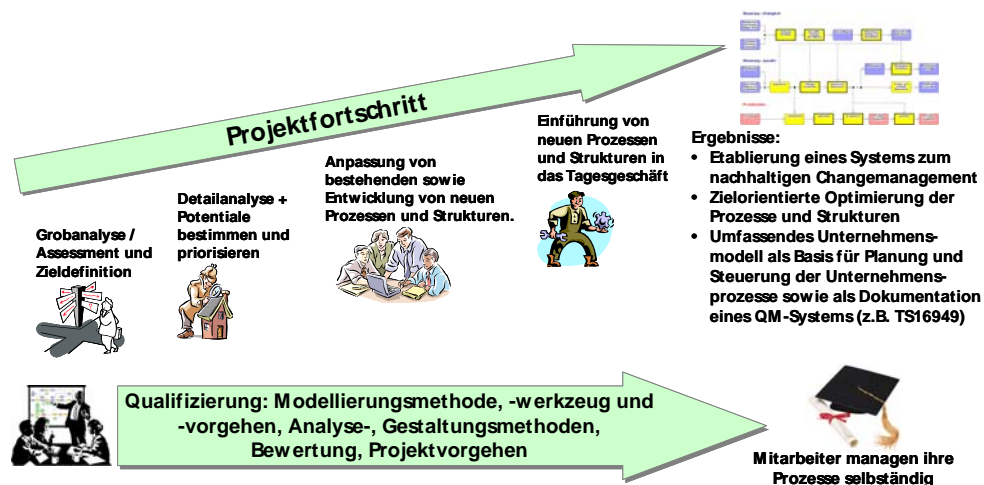 Projektfortschritt
Grobanalyse /
Assessment und
Zieldefinition
Detailanalyse +
Potentiale
bestimmen und
priorisieren
Anpassung von
bestehenden sowie
Entwicklung von neuen
Prozessen und Strukturen.
Einführung von
neuen Prozessen
und Strukturen in
das Tagesgeschäft
Ergebnisse:
• Etablierung eines Systems zum
nachhaltigen Changemanagement
• Zielorientierte Optimierung der
Prozesse und Strukturen
• Umfassendes Unternehmens-
modell als Basis für Planung und
Steuerung der Unternehmens-
prozesse sowie als Dokumentation
eines QM-Systems (z.B. TS16949)
Qualifizierung: Modellierungsmethode, -werkzeug und
-vorgehen, Analyse-, Gestaltungsmethoden,
Bewertung, Projektvorgehen
Mitarbeiter managen ihre
Prozesse selbständig